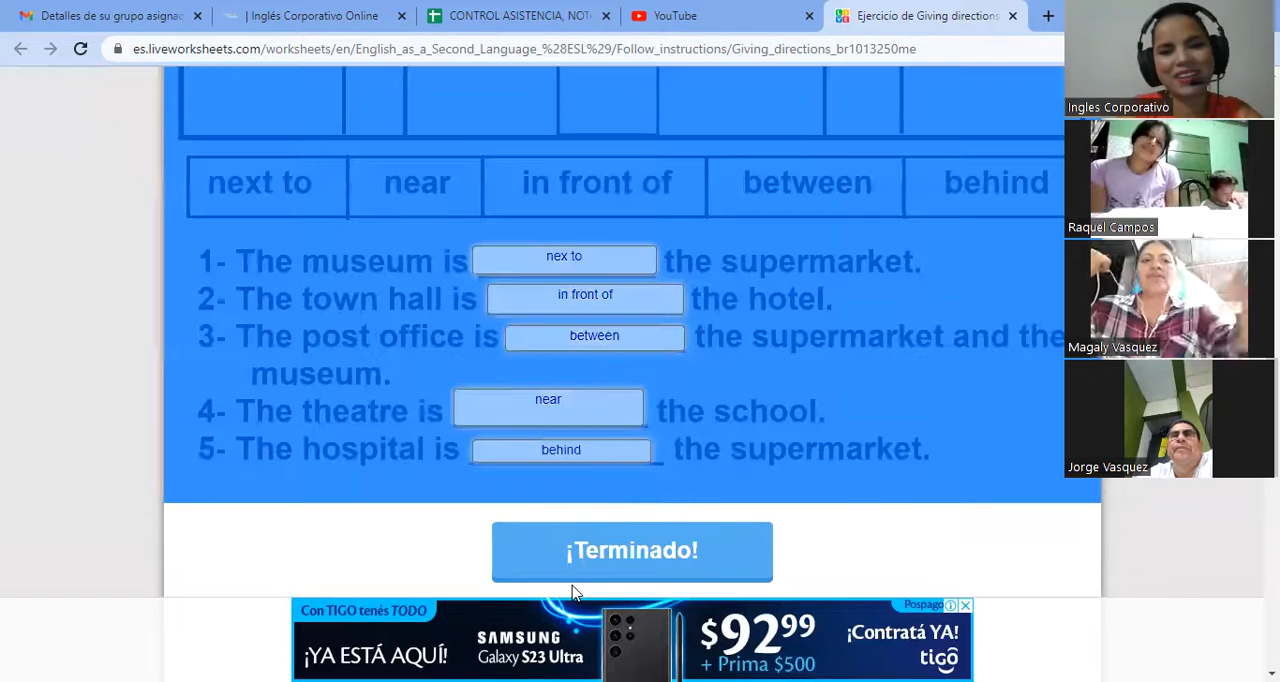 Detalles de su grupo asignac
| Inglés Corporativo Online
CONTROL ASISTENCIA, NOT
YouTube
Ejercicio de Giving directions
es.liveworksheets.com/worksheets/en/English_as_a_Second_Language_%28ESL%29/Follow_instructions/Giving_directions_br1013250me
Ingles Corporativo
Raquel Campos
Magaly Vasquez
Jorge Vasquez
next to near in front of between behind
1- The museum is nex to the supermarket.
2- The town hall is in front of the hotel.
3- The post office is between the supermarket and the
museum.
4- The theatre is near the school.
5- The hospital is behind the supermarket.
¡Terminado!
Con TIGO tenés TODO
¡YA ESTÁ AQUÍ!
SAMSUNG
Galaxy S23 Ultra
$92.99
+ Prima $500
Pospago
¡Contratá YA!
tigo